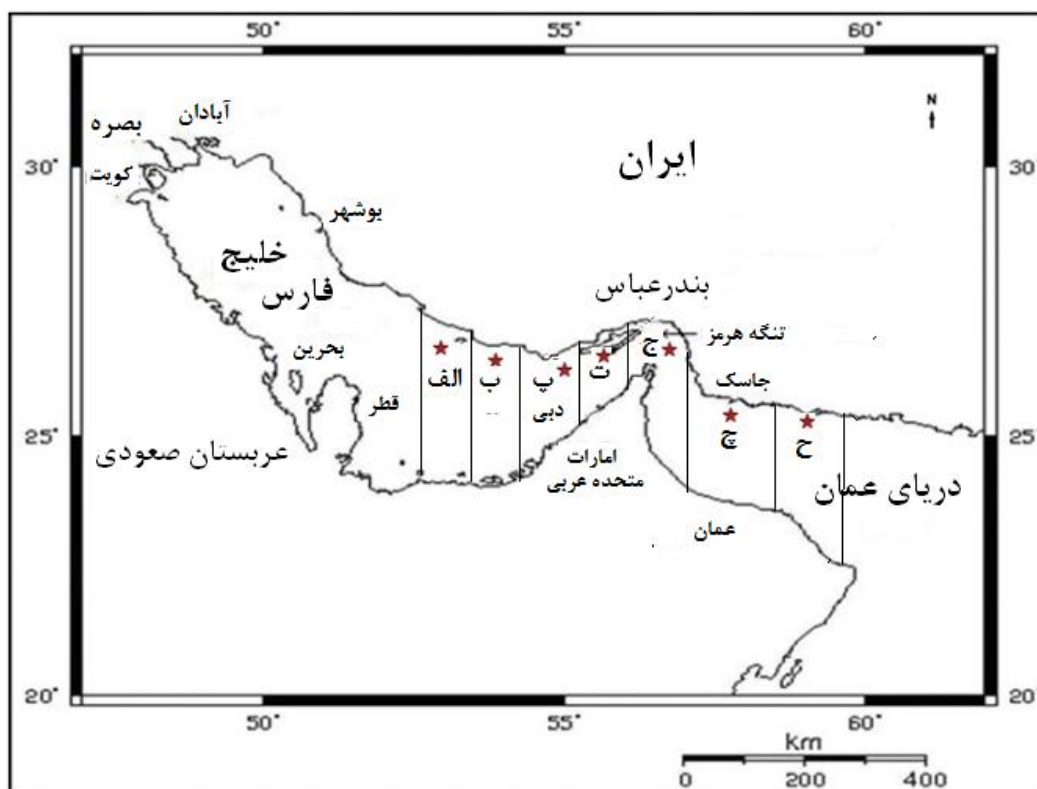 50° 55° 60°
N
آبادان
بصره
ایران
30° 30°
کویت
بوشهر
خلیج
فارس
بندرعباس
تنگه هرمز
بحرین
ج
الف ب پ ت
جاسک
قطر
دبی
چ ح
25° 25°
عربستان صعودی
امارات
متحده عربی
دریای عمان
عمان
20° 20°
50° 55° 60°
km
0 200 400